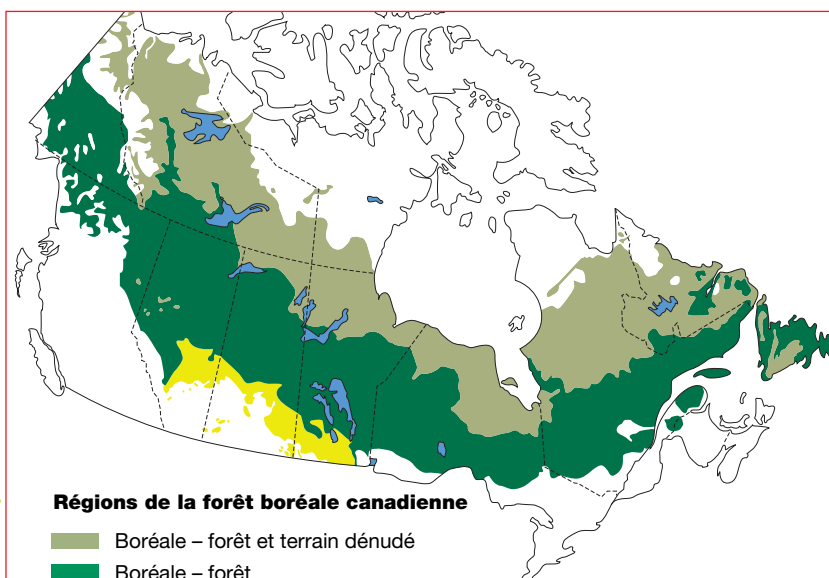 Régions de la forêt boréale canadienne
Boréale – forêt et terrain dénudé
Boréale – forêt